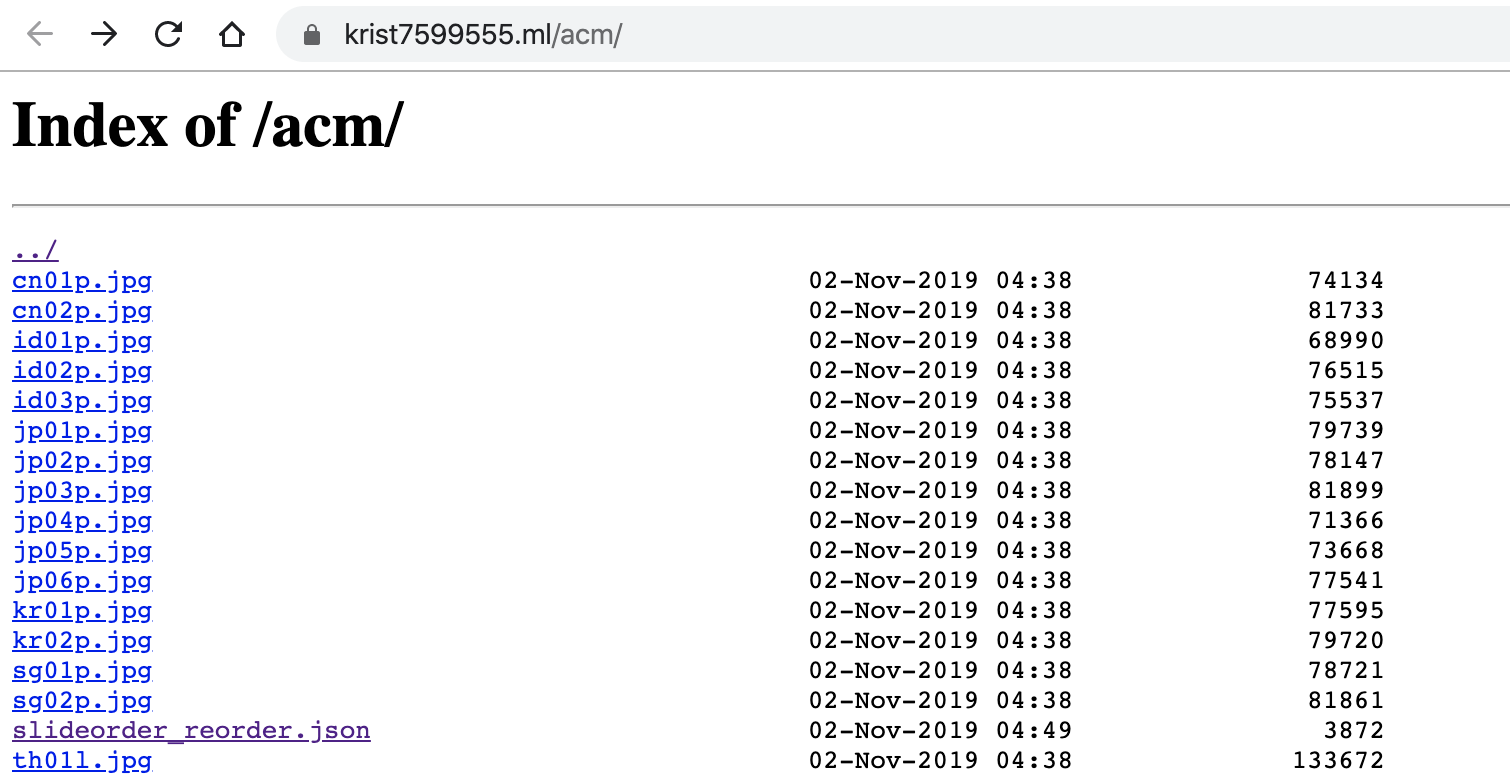 krist7599555.ml/acm/
Index of /acm/
../
cn01p.jpg 02-Nov-2019 04:38 74134
cn02p.jpg 02-Nov-2019 04:38 81733
id01p.jpg 02-Nov-2019 04:38 68990
id02p.jpg 02-Nov-2019 04:38 76515
id03p.jpg 02-Nov-2019 04:38 75537
jp01p.jpg 02-Nov-2019 04:38 79739
jp02p.jpg 02-Nov-2019 04:38 78147
jp03p.jpg 02-Nov-2019 04:38 81899
jp04p.jpg 02-Nov-2019 04:38 71366
jp05p.jpg 02-Nov-2019 04:38 73668
jp06p.jpg 02-Nov-2019 04:38 77541
kr01p.jpg 02-Nov-2019 04:38 77595
kr02p.jpg 02-Nov-2019 04:38 79720
sg01p.jpg 02-Nov-2019 04:38 78721
sg02p.jpg 02-Nov-2019 04:38 81861
slideorder_reorder.json 02-Nov-2019 04:49 3872
th01l.jpg 02-Nov-2019 04:38 133672